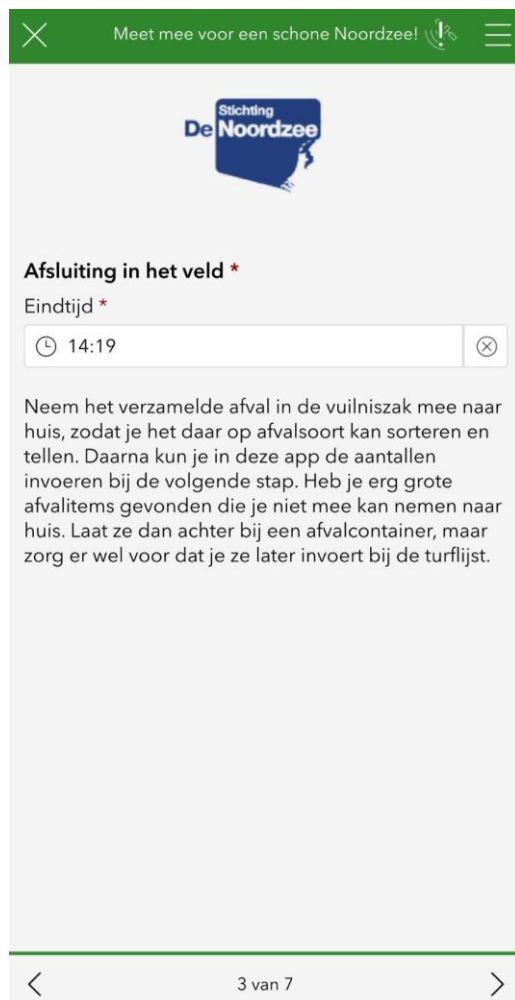 Meet mee voor een schone Noordzee!
Stichting
De Noordzee
Afsluiting in het veld *
Eindtijd *
14:19
Neem het verzamelde afval in de vuilniszak mee naar
huis, zodat je het daar op afvalsoort kan sorteren en
tellen. Daarna kun je in deze app de aantallen
invoeren bij de volgende stap. Heb je erg grote
afvalitems gevonden die je niet mee kan nemen naar
huis. Laat ze dan achter bij een afvalcontainer, maar
zorg er wel voor dat je ze later invoert bij de turflijst.
3 van 7